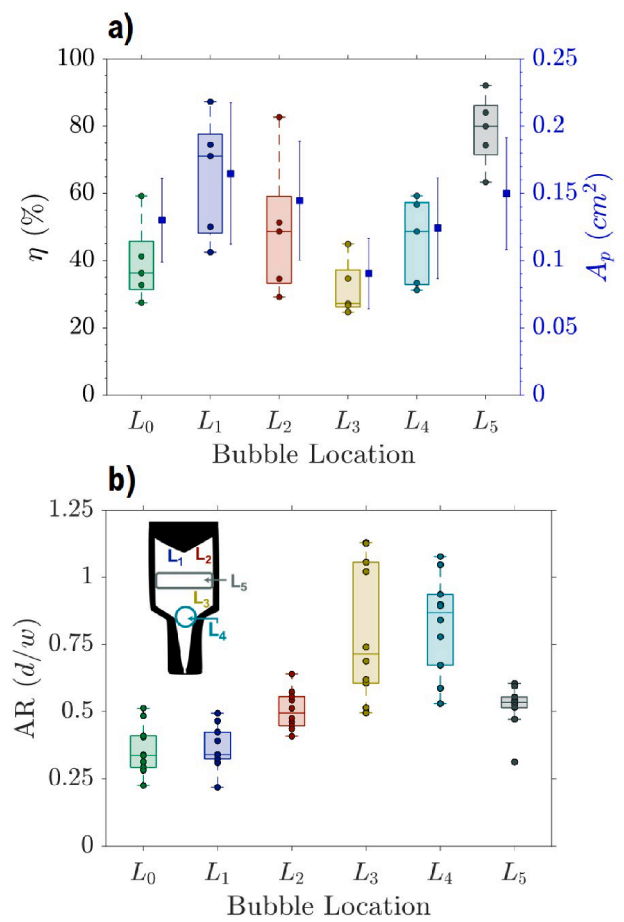 a)
100
80
60
40
20
0
η (%)
0.25
0.2
0.15
0.1
0.05
0
A_p (cm²)
L₀ L₁ L₂ L₃ L₄ L₅
Bubble Location
b)
1.25
1
0.75
0.5
0.25
0
AR (d/w)
L₁ L₂
L₅
L₃
L₄
L₀ L₁ L₂ L₃ L₄ L₅
Bubble Location